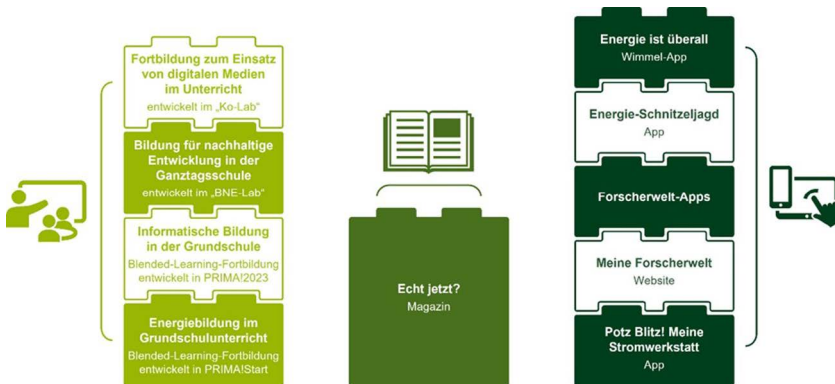 Fortbildung zum Einsatz
von digitalen Medien
im Unterricht
entwickelt im „Ko-Lab“
Bildung für nachhaltige
Entwicklung in der
Ganztagsschule
entwickelt im „BNE-Lab“
Informatische Bildung
in der Grundschule
Blended-Learning-Fortbildung
entwickelt in PRIMA!2023
Energiebildung im
Grundschulunterricht
Blended-Learning-Fortbildung
entwickelt in PRIMA!Start
Echt jetzt?
Magazin
Energie ist überall
Wimmel-App
Energie-Schnitzeljagd
App
Forscherwelt-Apps
Meine Forscherwelt
Website
Potz Blitz! Meine
Stromwerkstatt
App